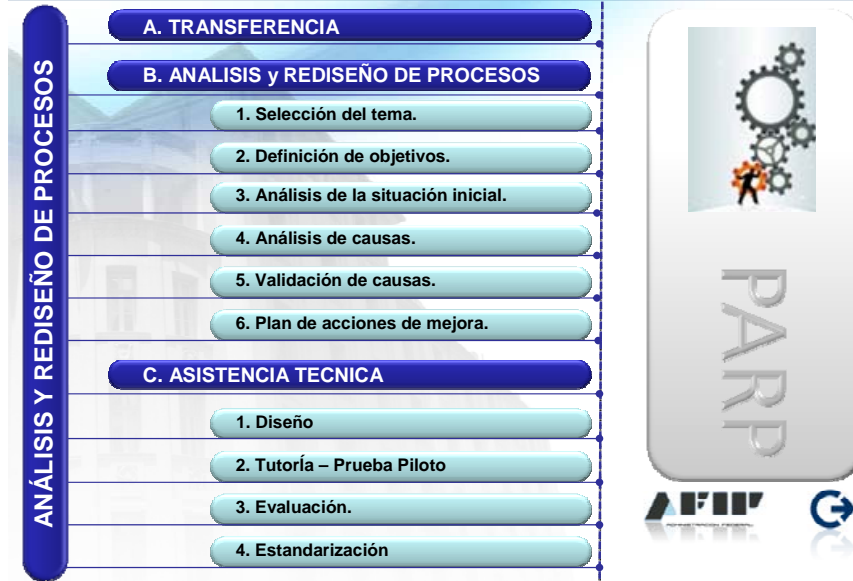 ANÁLISIS Y REDISEÑO DE PROCESOS
A. TRANSFERENCIA
B. ANALISIS y REDISEÑO DE PROCESOS
1. Selección del tema.
2. Definición de objetivos.
3. Análisis de la situación inicial.
4. Análisis de causas.
5. Validación de causas.
6. Plan de acciones de mejora.
C. ASISTENCIA TECNICA
1. Diseño
2. TutorÍa – Prueba Piloto
3. Evaluación.
4. Estandarización
PARP
AFIP
ADMINISTRACION FEDERAL